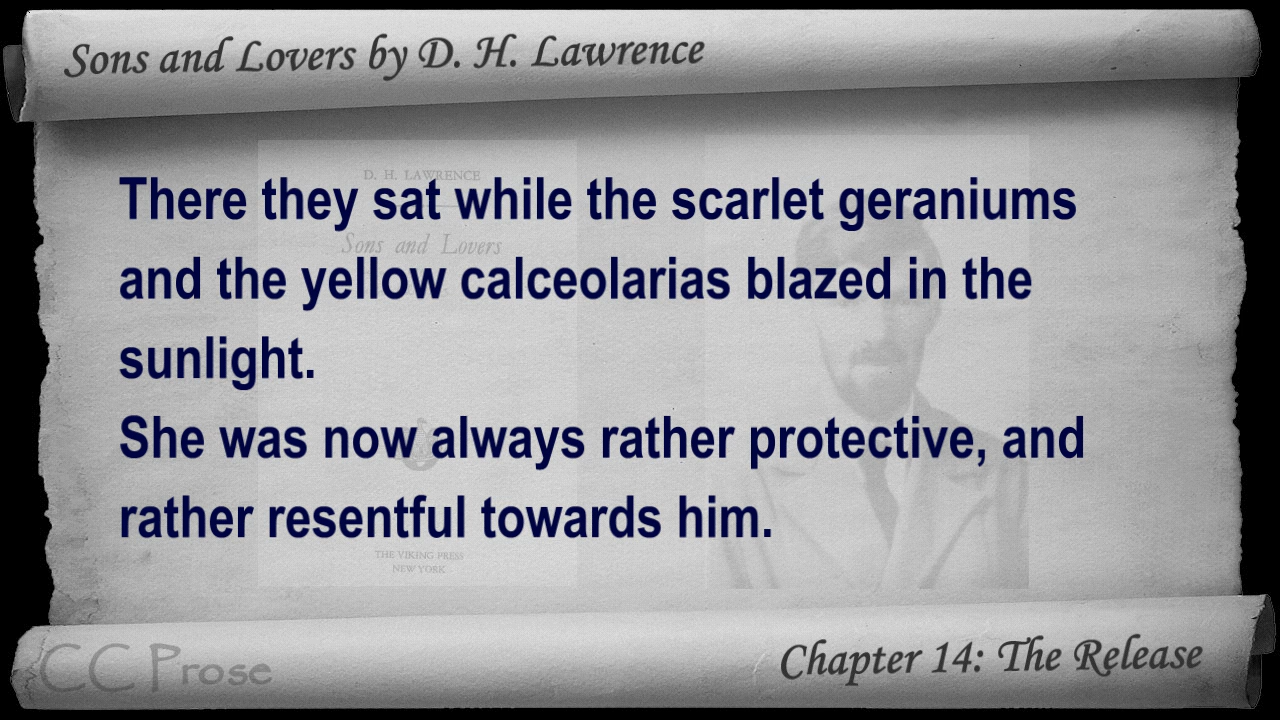 Sons and Lovers by D. H. Lawrence
D. H. LAWRENCE
Sons and Lovers
There they sat while the scarlet geraniums
and the yellow calceolarias blazed in the
sunlight.
She was now always rather protective, and
rather resentful towards him.
THE VIKING PRESS
NEW YORK
CC Prose
Chapter 14: The Release